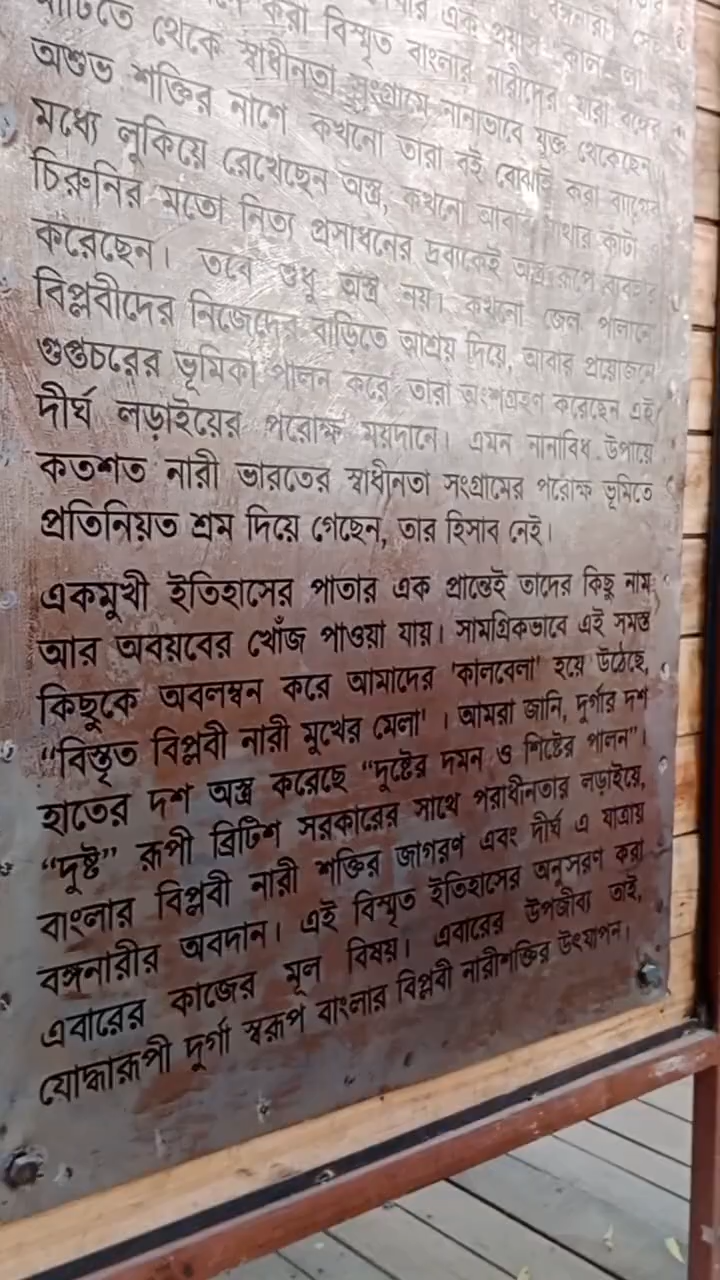 করা বিস্মৃত বাংলার নারীদের যারা বঙ্গের
থেকে স্বাধীনতা সংগ্রামে নানাভাবে যুক্ত থেকেছেন।
অশুভ শক্তির নাশে কখনো তারা বই বোঝাই করা ব্যাগের
মধ্যে লুকিয়ে রেখেছেন অস্ত্র, কখনো আবার মাথার কাঁটা
চিরুনির মতো নিত্য প্রসাধনের দ্রব্যকেই অস্ত্র রূপে ব্যবহার
করেছেন। তবে শুধু অস্ত্র নয়। কখনো জেল পালানো
বিপ্লবীদের নিজেদের বাড়িতে আশ্রয় দিয়ে, আবার প্রয়োজনে
গুপ্তচরের ভূমিকা পালন করে তারা অংশগ্রহণ করেছেন এই
দীর্ঘ লড়াইয়ের পরোক্ষ ময়দানে। এমন নানাবিধ উপায়ে
কতশত নারী ভারতের স্বাধীনতা সংগ্রামের পরোক্ষ ভূমিতে
প্রতিনিয়ত শ্রম দিয়ে গেছেন, তার হিসাব নেই।
একমুখী ইতিহাসের পাতার এক প্রান্তেই তাদের কিছু নাম
আর অবয়বের খোঁজ পাওয়া যায়। সামগ্রিকভাবে এই সমস্ত
কিছুকে অবলম্বন করে আমাদের 'কালবেলা' হয়ে উঠেছে,
“বিস্তৃত বিপ্লবী নারী মুখের মেলা' । আমরা জানি, দুর্গার দশ
হাতের দশ অস্ত্র করেছে “দুষ্টের দমন ও শিষ্টের পালন”।
“দুষ্ট” রূপী ব্রিটিশ সরকারের সাথে পরাধীনতার লড়াইয়ে,
বাংলার বিপ্লবী নারী শক্তির জাগরণ এবং দীর্ঘ এ যাত্রায়
বঙ্গনারীর অবদান। এই বিস্মৃত ইতিহাসের অনুসরণ করা
এবারের কাজের মূল বিষয়। এবারের উপজীব্য তাই,
যোদ্ধারূপী দুর্গা স্বরূপ বাংলার বিপ্লবী নারীশক্তির উৎযাপন।